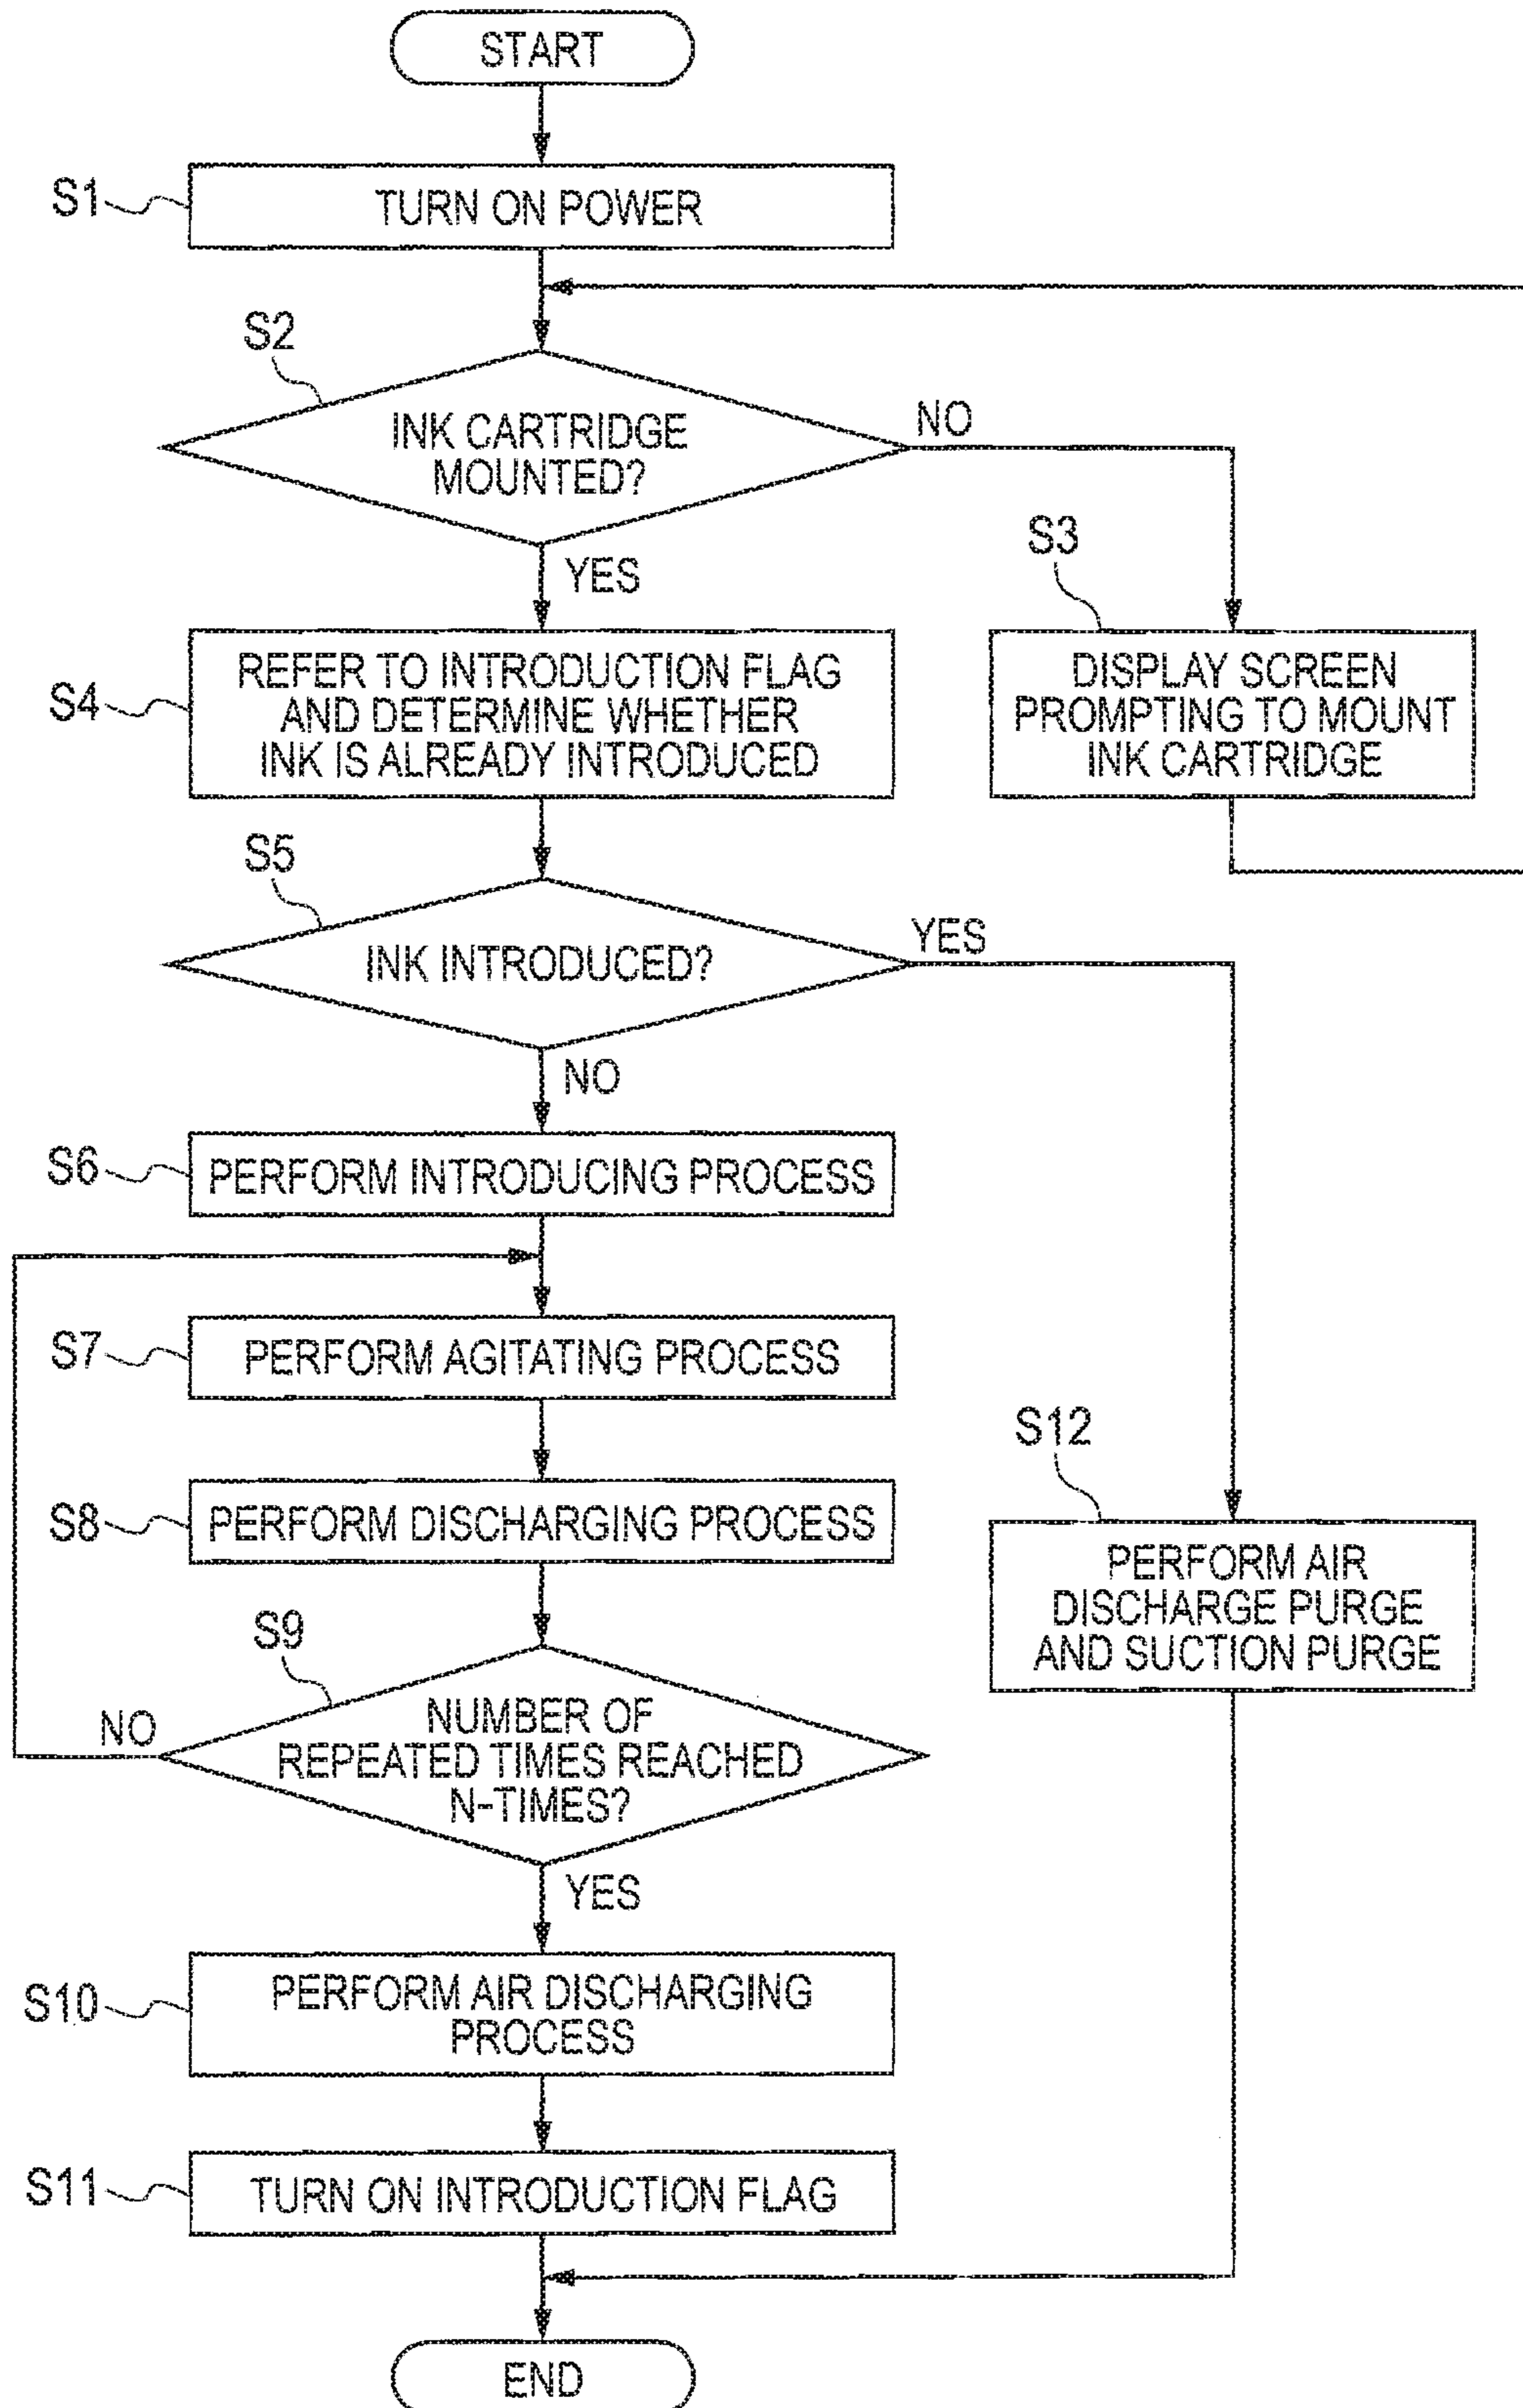 START
S1
TURN ON POWER
S2
INK CARTRIDGE
MOUNTED?
NO
YES
S3
DISPLAY SCREEN
PROMPTING TO MOUNT
INK CARTRIDGE
S4
REFER TO INTRODUCTION FLAG
AND DETERMINE WHETHER
INK IS ALREADY INTRODUCED
S5
INK INTRODUCED?
YES
NO
S6
PERFORM INTRODUCING PROCESS
S7
PERFORM AGITATING PROCESS
S8
PERFORM DISCHARGING PROCESS
S12
PERFORM AIR
DISCHARGE PURGE
AND SUCTION PURGE
S9
NUMBER OF
REPEATED TIMES REACHED
N-TIMES?
NO
YES
S10
PERFORM AIR DISCHARGING
PROCESS
S11
TURN ON INTRODUCTION FLAG
END